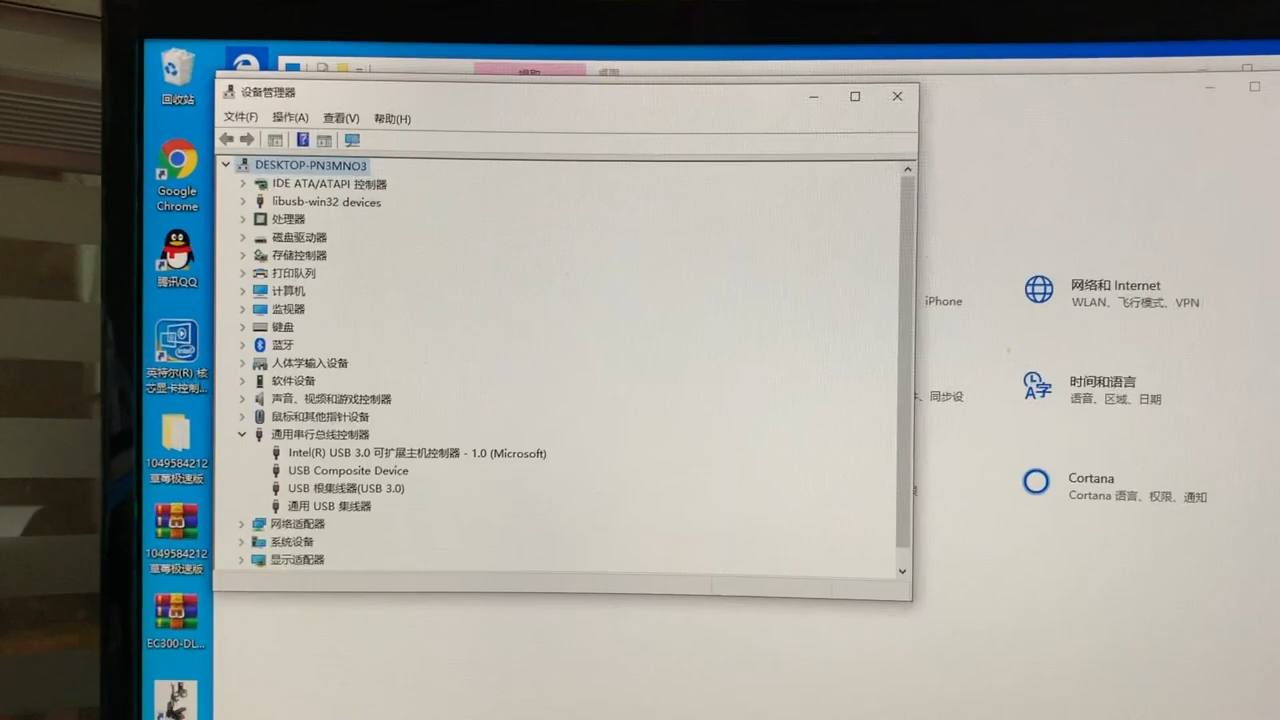 回收站
Google
Chrome
腾讯QQ
英特尔(R) 核
芯显卡控制...
1049584212
草莓极速版
1049584212
草莓极速版
EC300-DL...
设备管理器
文件(F) 操作(A) 查看(V) 帮助(H)
DESKTOP-PN3MNO3
IDE ATA/ATAPI 控制器
libusb-win32 devices
处理器
磁盘驱动器
存储控制器
打印队列
计算机
监视器
键盘
蓝牙
人体学输入设备
软件设备
声音、视频和游戏控制器
鼠标和其他指针设备
通用串行总线控制器
Intel(R) USB 3.0 可扩展主机控制器 - 1.0 (Microsoft)
USB Composite Device
USB 根集线器(USB 3.0)
通用 USB 集线器
网络适配器
系统设备
显示适配器
iPhone
、同步设
网络和 Internet
WLAN、飞行模式、VPN
时间和语言
语音、区域、日期
Cortana
Cortana 语言、权限、通知